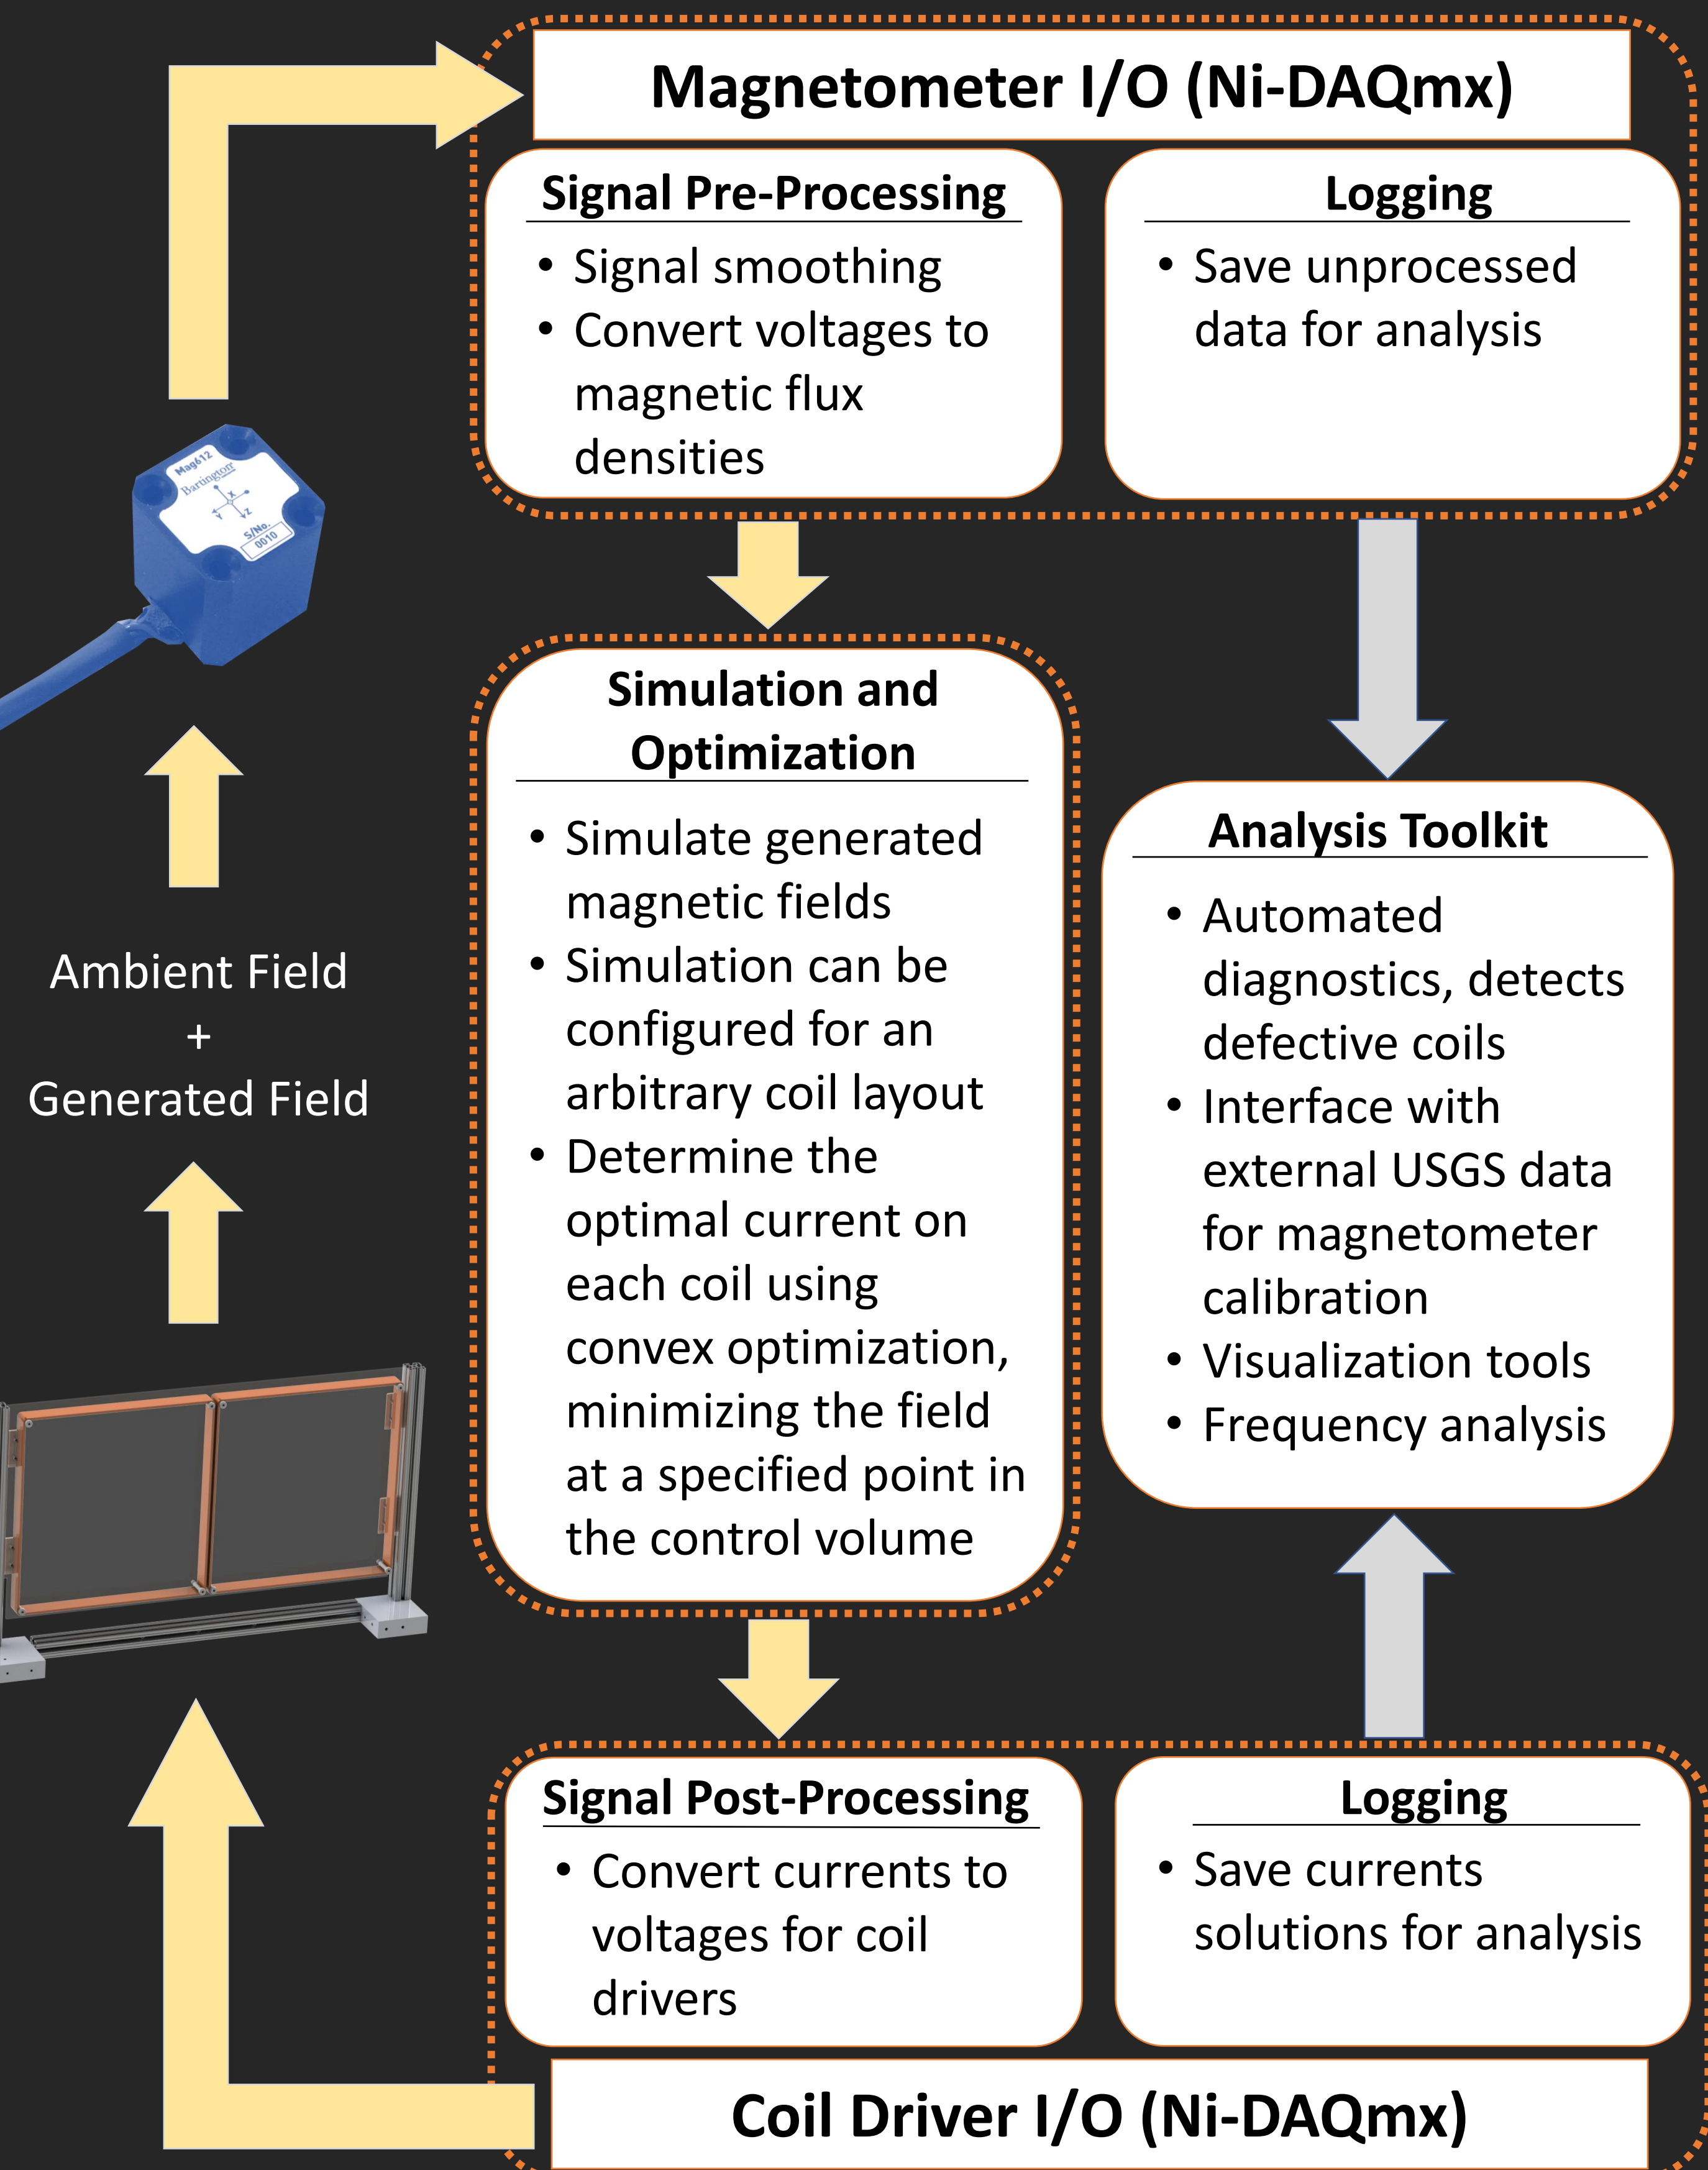 Magnetometer I/O (Ni-DAQmx)
Signal Pre-Processing
• Signal smoothing
• Convert voltages to
magnetic flux
densities
Logging
• Save unprocessed
data for analysis
Mag612
Bartington
X
Y
Z
S/No.
0010
Simulation and
Optimization
• Simulate generated
magnetic fields
• Simulation can be
configured for an
arbitrary coil layout
• Determine the
optimal current on
each coil using
convex optimization,
minimizing the field
at a specified point in
the control volume
Analysis Toolkit
• Automated
diagnostics, detects
defective coils
• Interface with
external USGS data
for magnetometer
calibration
• Visualization tools
• Frequency analysis
Ambient Field
+
Generated Field
Signal Post-Processing
• Convert currents to
voltages for coil
drivers
Logging
• Save currents
solutions for analysis
Coil Driver I/O (Ni-DAQmx)